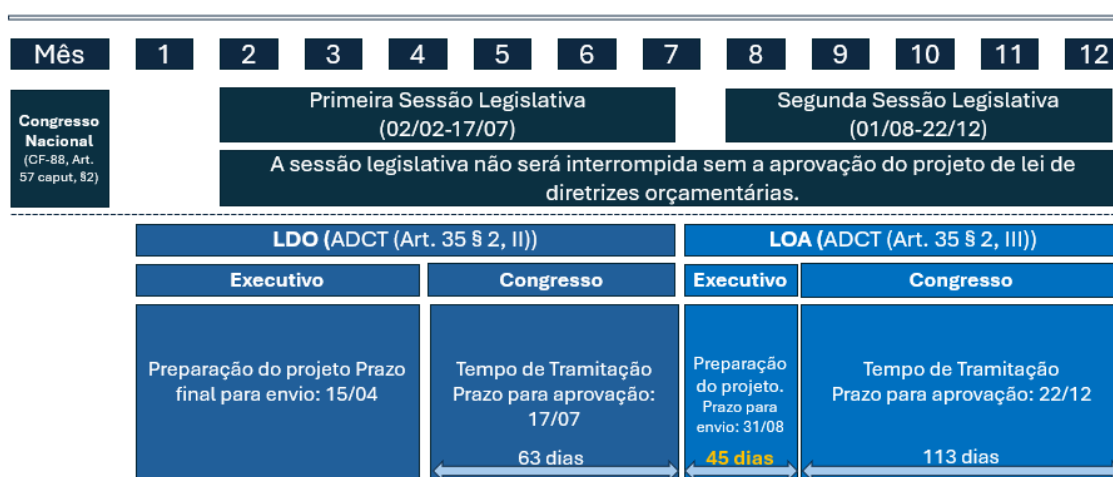 Mês 1 2 3 4 5 6 7 8 9 10 11 12
Congresso
Nacional
(CF-88, Art.
57 caput, §2)
Primeira Sessão Legislativa
(02/02-17/07)
Segunda Sessão Legislativa
(01/08-22/12)
A sessão legislativa não será interrompida sem a aprovação do projeto de lei de
diretrizes orçamentárias.
LDO (ADCT (Art. 35 § 2, II))
LOA (ADCT (Art. 35 § 2, III))
Executivo
Congresso
Executivo
Congresso
Preparação do projeto Prazo
final para envio: 15/04
Tempo de Tramitação
Prazo para aprovação:
17/07
63 dias
Preparação
do projeto.
Prazo para
envio: 31/08
45 dias
Tempo de Tramitação
Prazo para aprovação: 22/12
113 dias